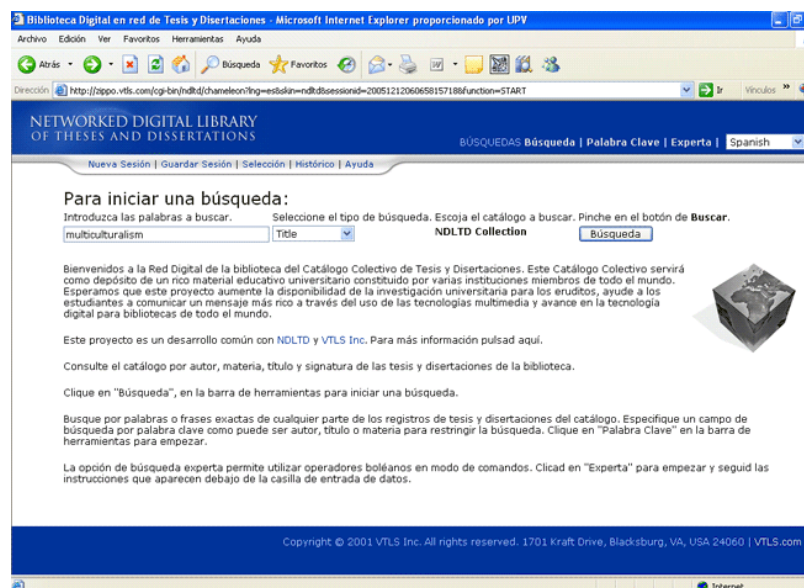 Biblioteca Digital en red de Tesis y Disertaciones - Microsoft Internet Explorer proporcionado por UPV
Archivo Edición Ver Favoritos Herramientas Ayuda
Atrás Búsqueda Favoritos
Dirección http://zippo.vtls.com/cgi-bin/ndltd/chameleon?lng=es&skin=ndltd&sessionid=2005121206065815718&function=START Ir Vínculos »
NETWORKED DIGITAL LIBRARY
OF THESES AND DISSERTATIONS
BÚSQUEDAS Búsqueda | Palabra Clave | Experta | Spanish
Nueva Sesión | Guardar Sesión | Selección | Histórico | Ayuda
Para iniciar una búsqueda:
Introduzca las palabras a buscar. Seleccione el tipo de búsqueda. Escoja el catálogo a buscar. Pinche en el botón de Buscar.
multiculturalism Title NDLTD Collection Búsqueda
Bienvenidos a la Red Digital de la biblioteca del Catálogo Colectivo de Tesis y Disertaciones. Este Catálogo Colectivo servirá
como depósito de un rico material educativo universitario constituido por varias instituciones miembros de todo el mundo.
Esperamos que este proyecto aumente la disponibilidad de la investigación universitaria para los eruditos, ayude a los
estudiantes a comunicar un mensaje más rico a través del uso de las tecnologías multimedia y avance en la tecnología
digital para bibliotecas de todo el mundo.
Este proyecto es un desarrollo común con NDLTD y VTLS Inc. Para más información pulsad aquí.
Consulte el catálogo por autor, materia, título y signatura de las tesis y disertaciones de la biblioteca.
Clique en "Búsqueda", en la barra de herramientas para iniciar una búsqueda.
Busque por palabras o frases exactas de cualquier parte de los registros de tesis y disertaciones del catálogo. Especifique un campo de
búsqueda por palabra clave como puede ser autor, título o materia para restringir la búsqueda. Clique en "Palabra Clave" en la barra de
herramientas para empezar.
La opción de búsqueda experta permite utilizar operadores boléanos en modo de comandos. Clicad en "Experta" para empezar y seguid las
instrucciones que aparecen debajo de la casilla de entrada de datos.
Copyright © 2001 VTLS Inc. All rights reserved. 1701 Kraft Drive, Blacksburg, VA, USA 24060 | VTLS.com
Internet